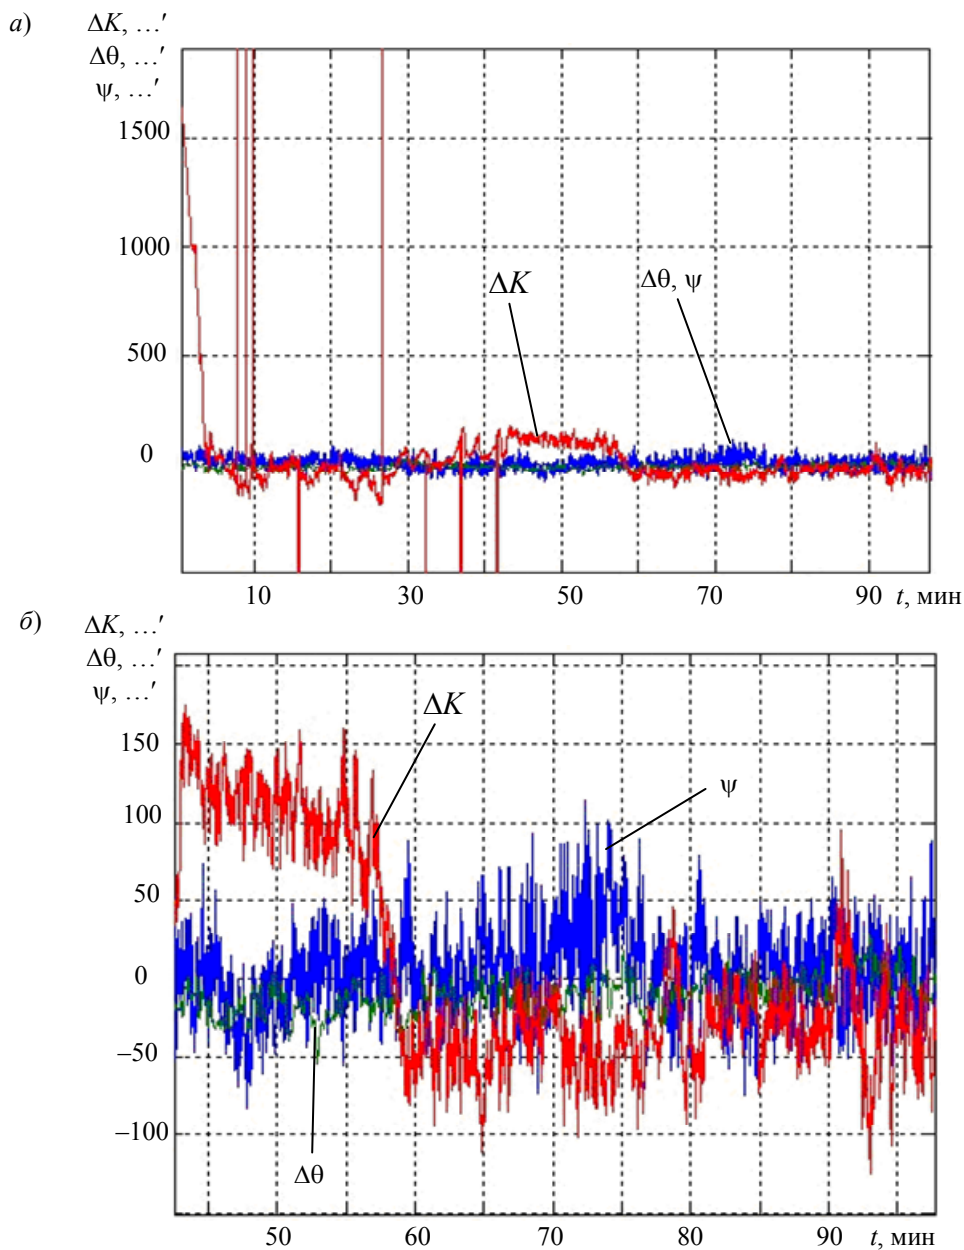 а)
ΔK, …′
Δθ, …′
ψ, …′
1500
1000
ΔK
Δθ, ψ
500
0
10 30 50 70 90 t, мин
б)
ΔK, …′
Δθ, …′
ψ, …′
ΔK
150
ψ
100
50
0
–50
–100
Δθ
50 60 70 80 90 t, мин